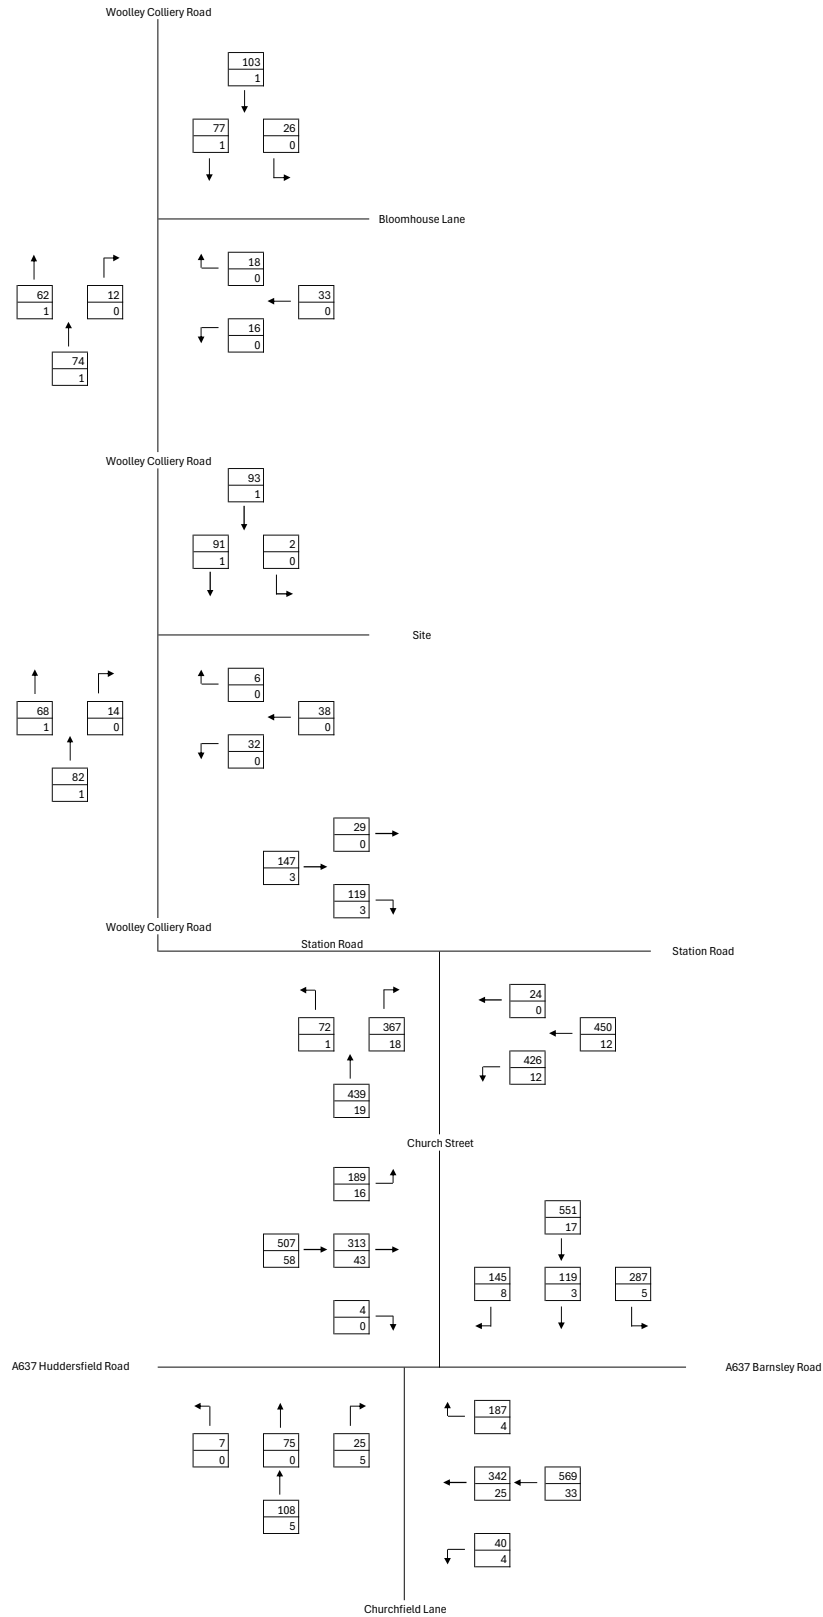 Woolley Colliery Road
103
1
77 26
1 0
Bloomhouse Lane
18
0
62 12 33
1 0 0
16
0
74
1
Woolley Colliery Road
93
1
91 2
1 0
Site
6
0
68 14 38
1 0 0
32
0
82
1
29
0
147
3
119
3
Woolley Colliery Road
Station Road
Station Road
24
0
72 367 450
1 18 12
426
12
439
19
Church Street
189
16
551
17
507 313
58 43
145 119 287
8 3 5
4
0
A637 Huddersfield Road A637 Barnsley Road
187
4
7 75 25
0 0 5
342 569
25 33
108
5
40
4
Churchfield Lane